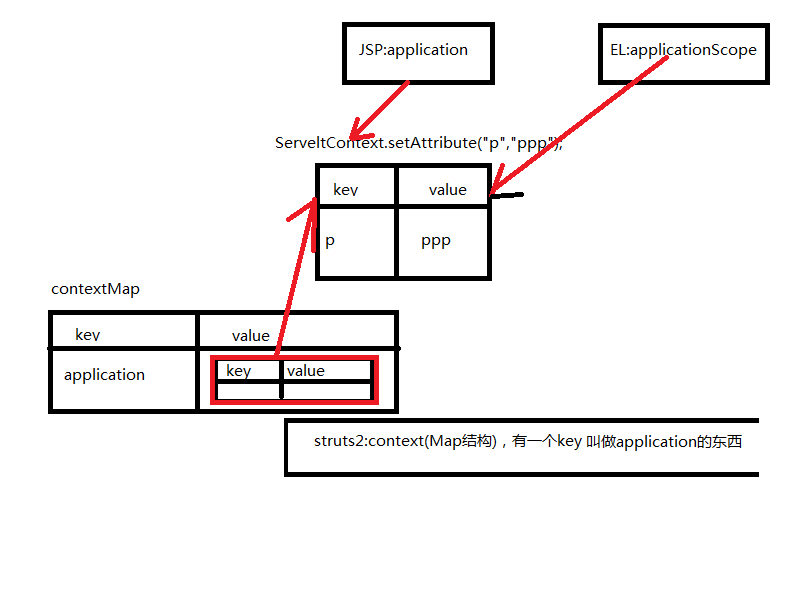 JSP:application
EL:applicationScope
ServeltContext.setAttribute("p","ppp");
key value
p ppp
contextMap
key value
application
key value
struts2:context(Map结构)，有一个key 叫做application的东西